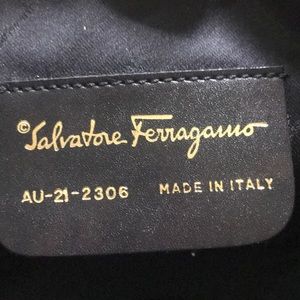 © Salvatore Ferragamo
AU-21-2306 MADE IN ITALY